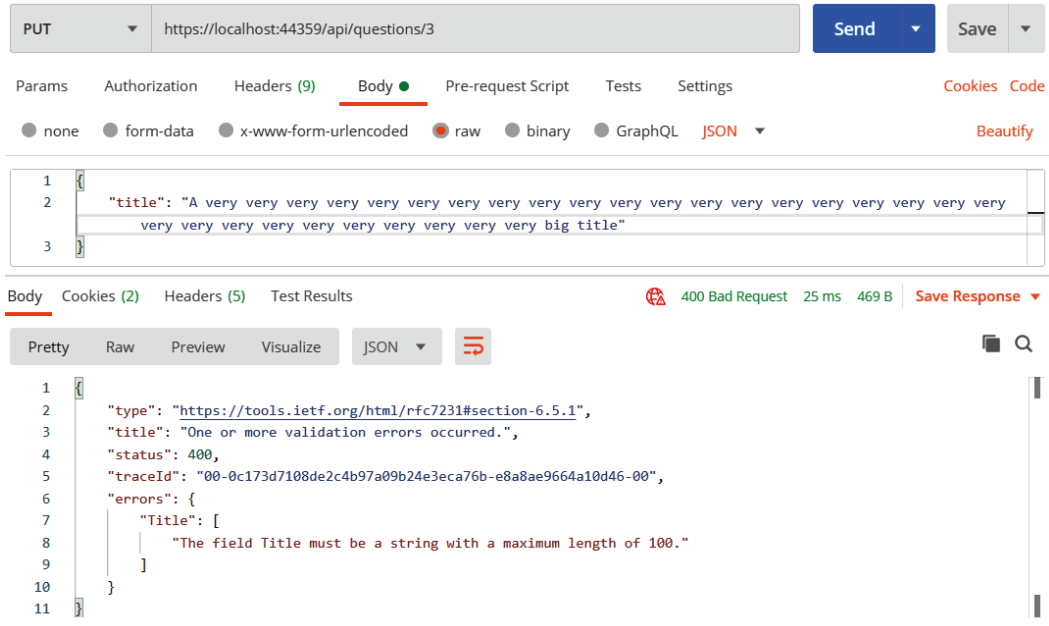 PUT https://localhost:44359/api/questions/3 Send Save
Params Authorization Headers (9) Body Pre-request Script Tests Settings Cookies Code
none form-data x-www-form-urlencoded raw binary GraphQL JSON Beautify
1 {
2 "title": "A very very very very very very very very very very very very very very very very very very very very
very very very very very very very very very very big title"
3 }
Body Cookies (2) Headers (5) Test Results 400 Bad Request 25 ms 469 B Save Response
Pretty Raw Preview Visualize JSON
1 {
2 "type": "https://tools.ietf.org/html/rfc7231#section-6.5.1",
3 "title": "One or more validation errors occurred.",
4 "status": 400,
5 "traceId": "00-0c173d7108de2c4b97a09b24e3eca76b-e8a8ae9664a10d46-00",
6 "errors": {
7 "Title": [
8 "The field Title must be a string with a maximum length of 100."
9 ]
10 }
11 }